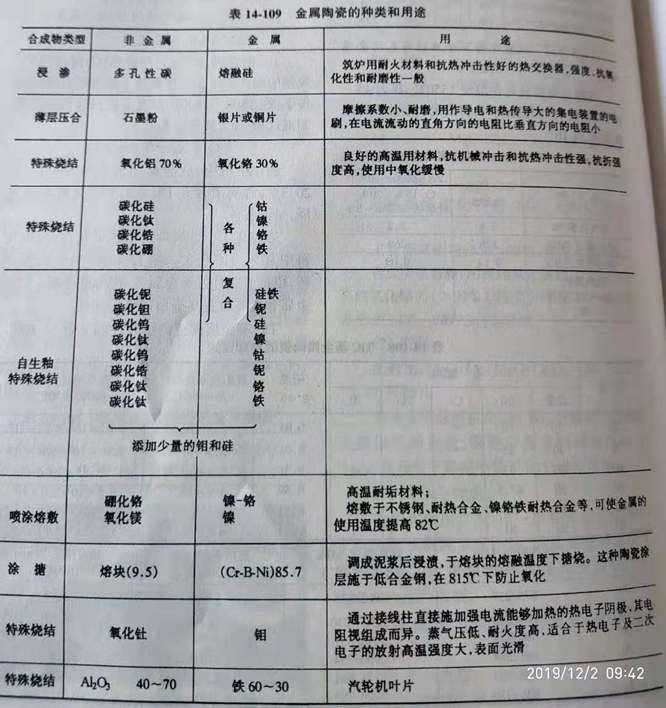 表 14-109 金属陶瓷的种类和用途
合成物类型 非金属 金属 用途
浸渗 多孔性碳 熔融硅 筑炉用耐火材料和抗热冲击性好的热交换器,强度、抗氧
化性和耐磨性一般
薄层压合 石墨粉 银片或铜片 摩擦系数小、耐磨,用作导电和热传导大的集电装置的电
刷,在电流流动的直角方向的电阻比垂直方向的电阻小
特殊烧结 氧化铝 70% 氧化铬 30% 良好的高温用材料,抗机械冲击和抗热冲击性强,抗折强
度高,使用中氧化缓慢
特殊烧结
碳化硅 钴
碳化钛 镍
碳化锆 铬
碳化硼 铁
各种复合
自生釉
特殊烧结
碳化铌 硅铁
碳化钽 铌
碳化钨 硅
碳化钛 镍
碳化钨 钴
碳化锆 铌
碳化钛 铬
碳化钛 铁
添加少量的钼和硅
喷涂熔敷
硼化铬 镍-铬
氧化镁 镍
高温耐垢材料;
熔敷于不锈钢、耐热合金、镍铬铁耐热合金等,可使金属的
使用温度提高 82℃
涂搪 熔块(9.5) (Cr-B-Ni)85.7 调成泥浆后浸渍,于熔块的熔融温度下搪烧。这种陶瓷涂
层施于低合金钢,在 815℃下防止氧化
特殊烧结 氧化钍 钼 通过接线柱直接施加强电流能够加热的热电子阴极,其电
阻视组成而异。蒸气压低、耐火度高,适合于热电子及二次
电子的放射高温强度大,表面光滑
特殊烧结 Al₂O₃ 40~70 铁 60~30 汽轮机叶片
2019/12/2 09:42